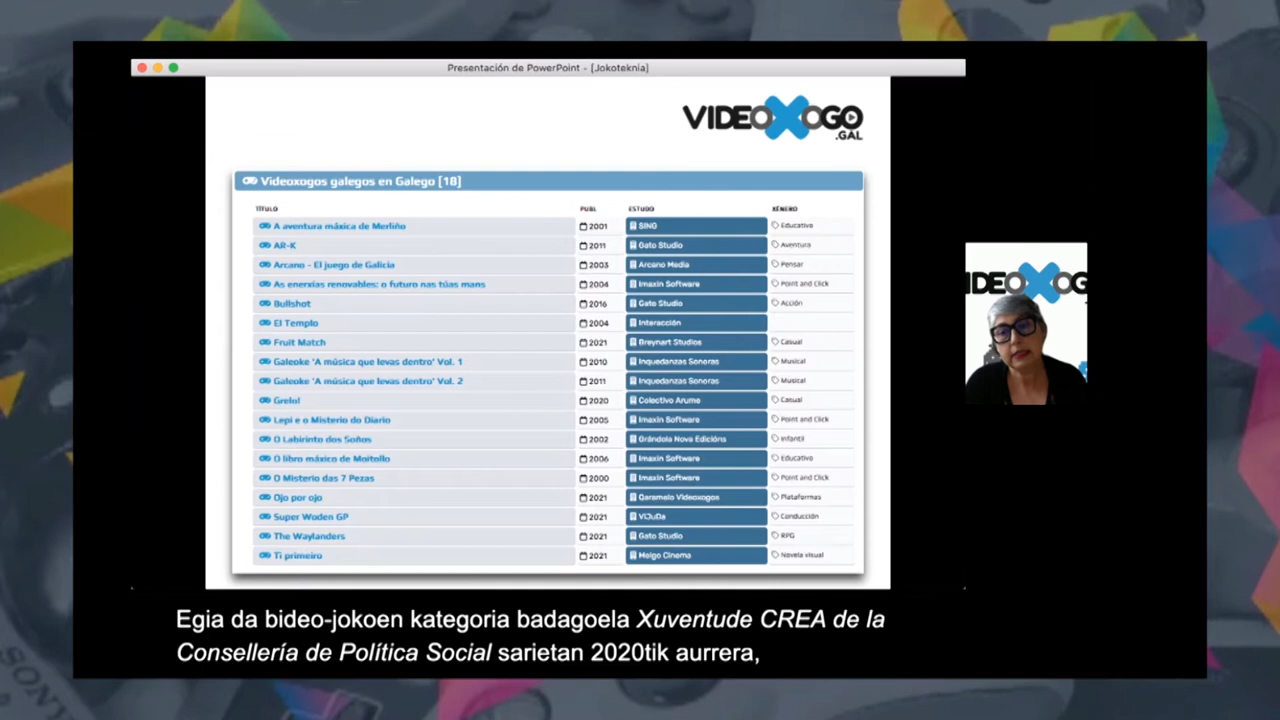 Presentación de PowerPoint - [Jokoteknia]
VIDEOXOGO
.GAL
Videoxogos galegos en Galego [18]
TÍTULO PUBL. ESTUDO XÉNERO
A aventura máxica de Merliño 2001 SING Educativo
AR-K 2011 Gato Studio Aventura
Arcano - El juego de Galicia 2003 Arcano Media Pensar
As enerxías renovables: o futuro nas túas mans 2004 Imaxin Software Point and Click
Bullshot 2016 Gato Studio Acción
El Templo 2004 Interacción
Fruit Match 2021 Breynart Studios Casual
Galeoke 'A música que levas dentro' Vol. 1 2010 Inquedanzas Sonoras Musical
Galeoke 'A música que levas dentro' Vol. 2 2011 Inquedanzas Sonoras Musical
Grelo! 2020 Colectivo Arume Casual
Lepi e o Misterio do Diario 2005 Imaxin Software Point and Click
O Labirinto dos Soños 2002 Grándola Nova Edicións Infantil
O libro máxico de Moitollo 2006 Imaxin Software Educativo
O Misterio das 7 Pezas 2000 Imaxin Software Point and Click
Ojo por ojo 2021 Garamelo Videoxogos Plataformas
Super Woden GP 2021 ViJuDa Conducción
The Waylanders 2021 Gato Studio RPG
Ti primeiro 2021 Meigo Cinema Novela visual
IDEOXOG
Egia da bideo-jokoen kategoria badagoela Xuventude CREA de la
Consellería de Política Social sarietan 2020tik aurrera,
SONY